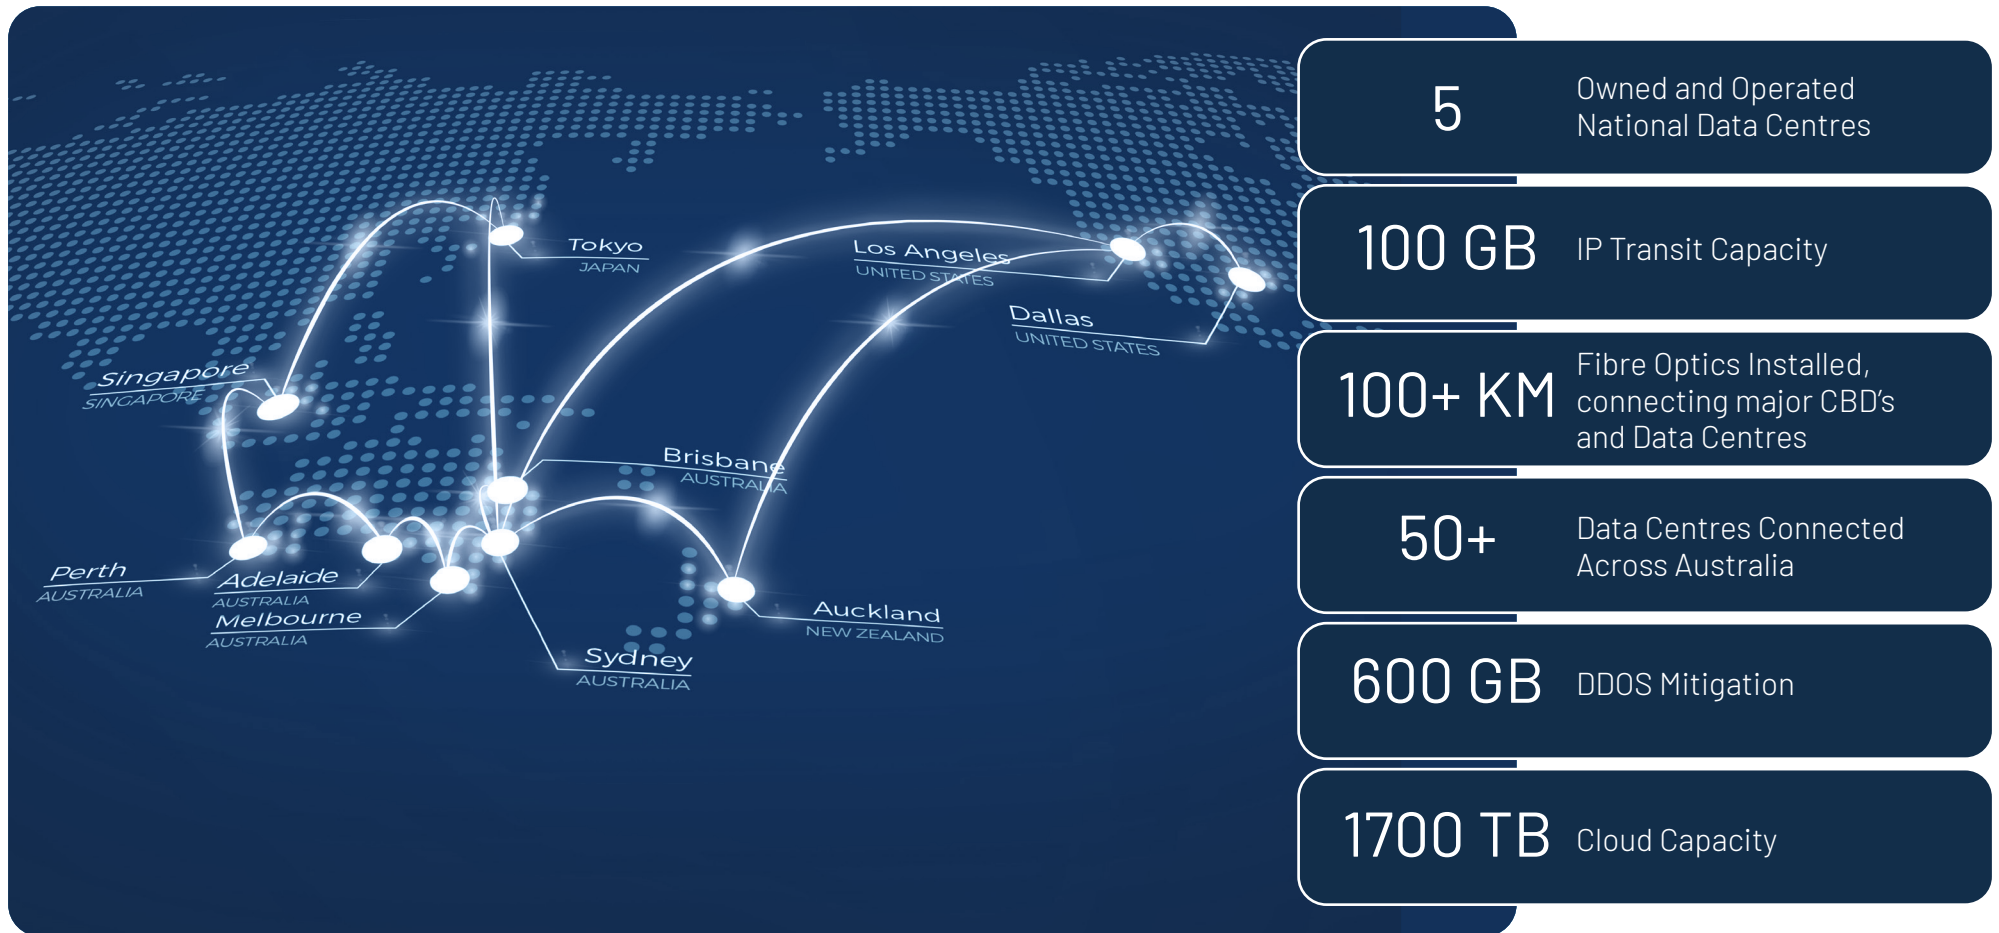 Tokyo
JAPAN
Los Angeles
UNITED STATES
Dallas
UNITED STATES
Singapore
SINGAPORE
Brisbane
AUSTRALIA
Perth
AUSTRALIA
Adelaide
AUSTRALIA
Melbourne
AUSTRALIA
Auckland
NEW ZEALAND
Sydney
AUSTRALIA
5
Owned and Operated
National Data Centres
100 GB
IP Transit Capacity
100+ KM
Fibre Optics Installed,
connecting major CBD's
and Data Centres
50+
Data Centres Connected
Across Australia
600 GB
DDOS Mitigation
1700 TB
Cloud Capacity